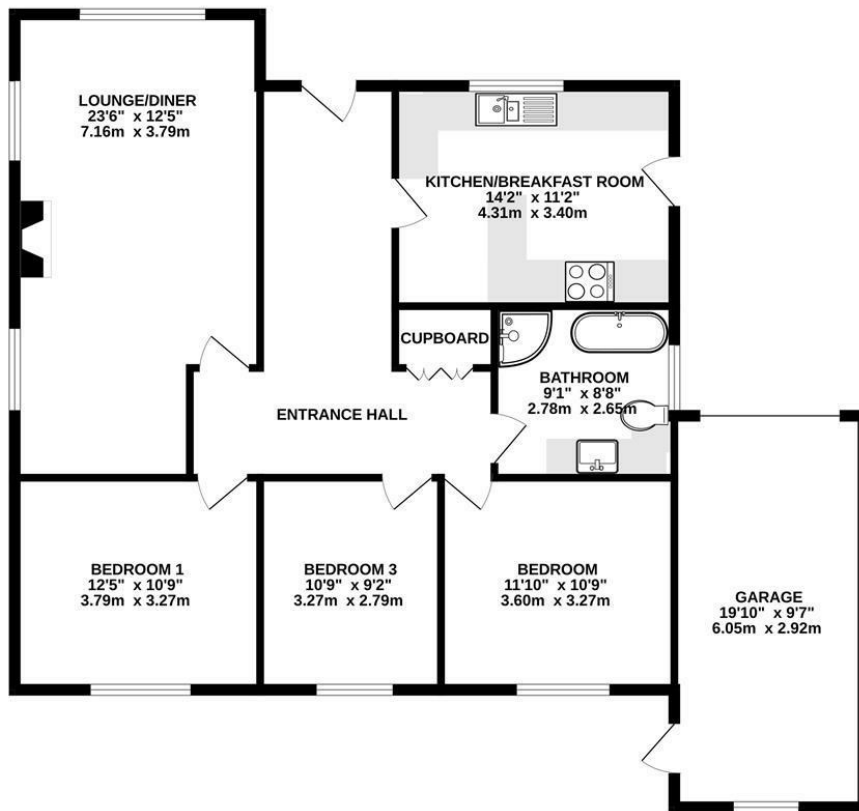 LOUNGE/DINER
23'6" x 12'5"
7.16m x 3.79m
KITCHEN/BREAKFAST ROOM
14'2" x 11'2"
4.31m x 3.40m
CUPBOARD
BATHROOM
9'1" x 8'8"
2.78m x 2.65m
ENTRANCE HALL
BEDROOM 1
12'5" x 10'9"
3.79m x 3.27m
BEDROOM 3
10'9" x 9'2"
3.27m x 2.79m
BEDROOM
11'10" x 10'9"
3.60m x 3.27m
GARAGE
19'10" x 9'7"
6.05m x 2.92m